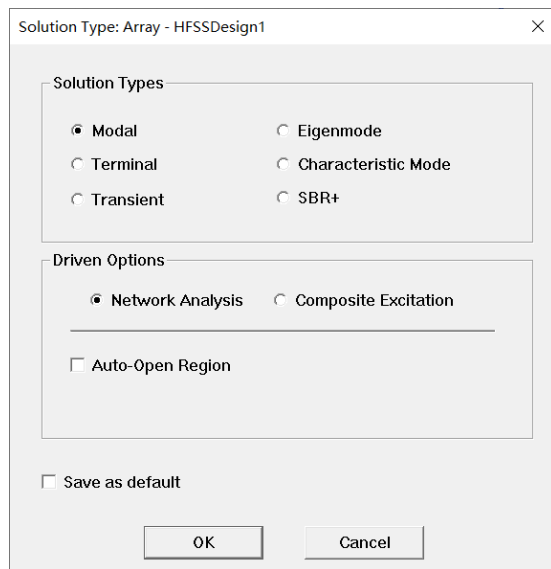 Solution Type: Array - HFSSDesign1
Solution Types
Modal
Eigenmode
Terminal
Characteristic Mode
Transient
SBR+
Driven Options
Network Analysis
Composite Excitation
Auto-Open Region
Save as default
OK
Cancel